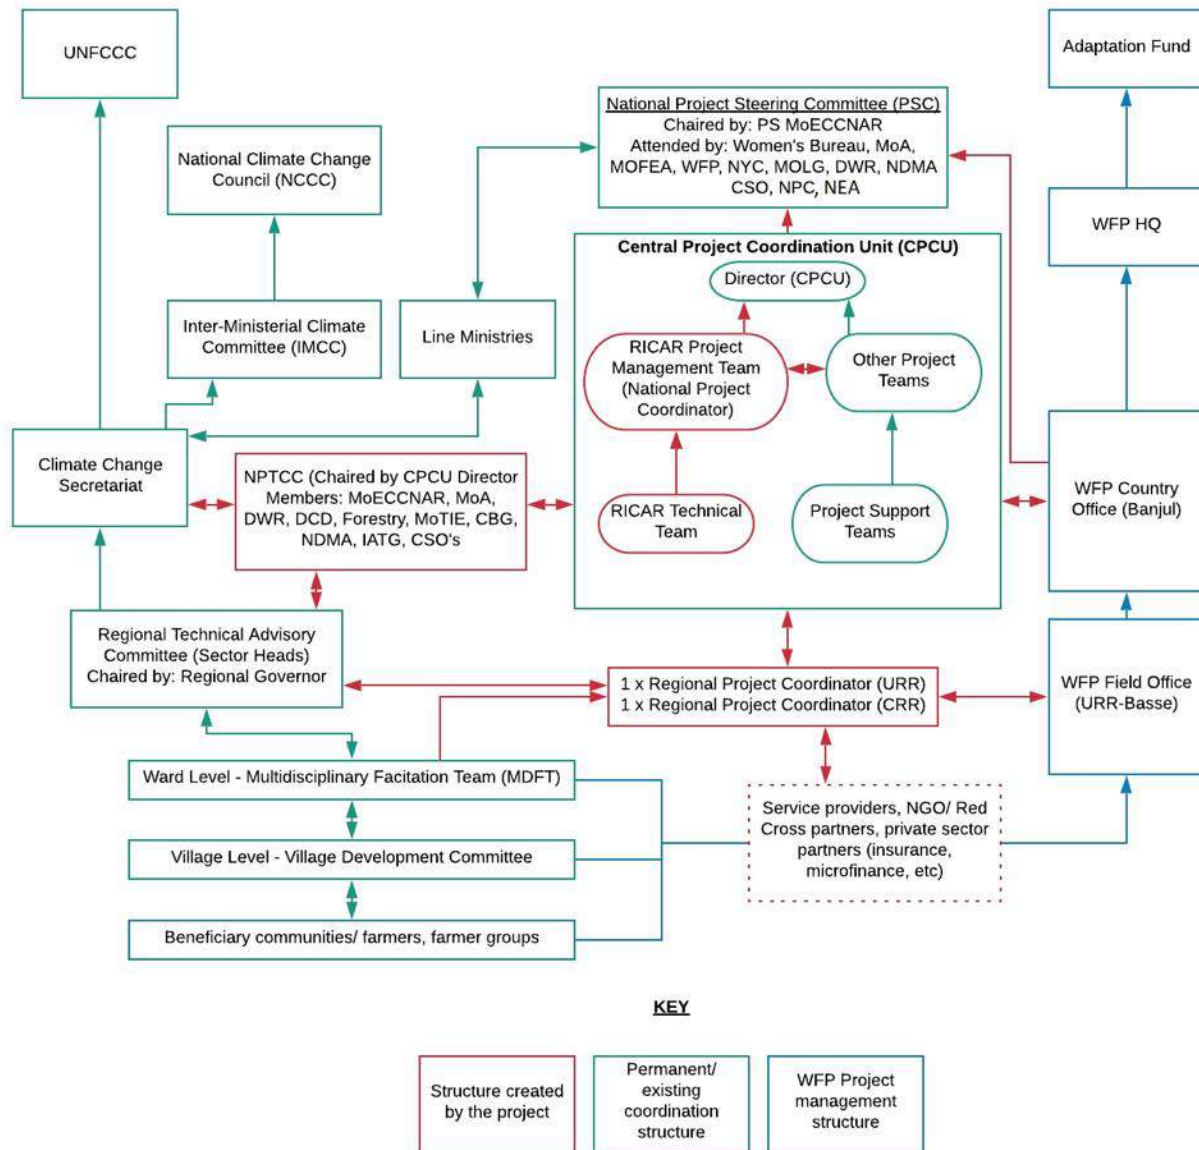 UNFCCC
Adaptation Fund
National Project Steering Committee (PSC)
Chaired by: PS MoECCNAR
Attended by: Women's Bureau, MoA,
MOFEA, WFP, NYC, MOLG, DWR, NDMA
CSO, NPC, NEA
National Climate Change
Council (NCCC)
WFP HQ
Central Project Coordination Unit (CPCU)
Director (CPCU)
Inter-Ministerial Climate
Committee (IMCC)
Line Ministries
RICAR Project
Management Team
(National Project
Coordinator)
Other Project
Teams
Climate Change
Secretariat
NPTCC (Chaired by CPCU Director
Members: MoECCNAR, MoA,
DWR, DCD, Forestry, MoTIE, CBG,
NDMA, IATG, CSO's
RICAR Technical
Team
Project Support
Teams
WFP Country
Office (Banjul)
Regional Technical Advisory
Committee (Sector Heads)
Chaired by: Regional Governor
1 x Regional Project Coordinator (URR)
1 x Regional Project Coordinator (CRR)
WFP Field Office
(URR-Basse)
Ward Level - Multidisciplinary Facitation Team (MDFT)
Village Level - Village Development Committee
Beneficiary communities/ farmers, farmer groups
Service providers, NGO/ Red
Cross partners, private sector
partners (insurance,
microfinance, etc)
KEY
Structure created
by the project
Permanent/
existing
coordination
structure
WFP Project
management
structure